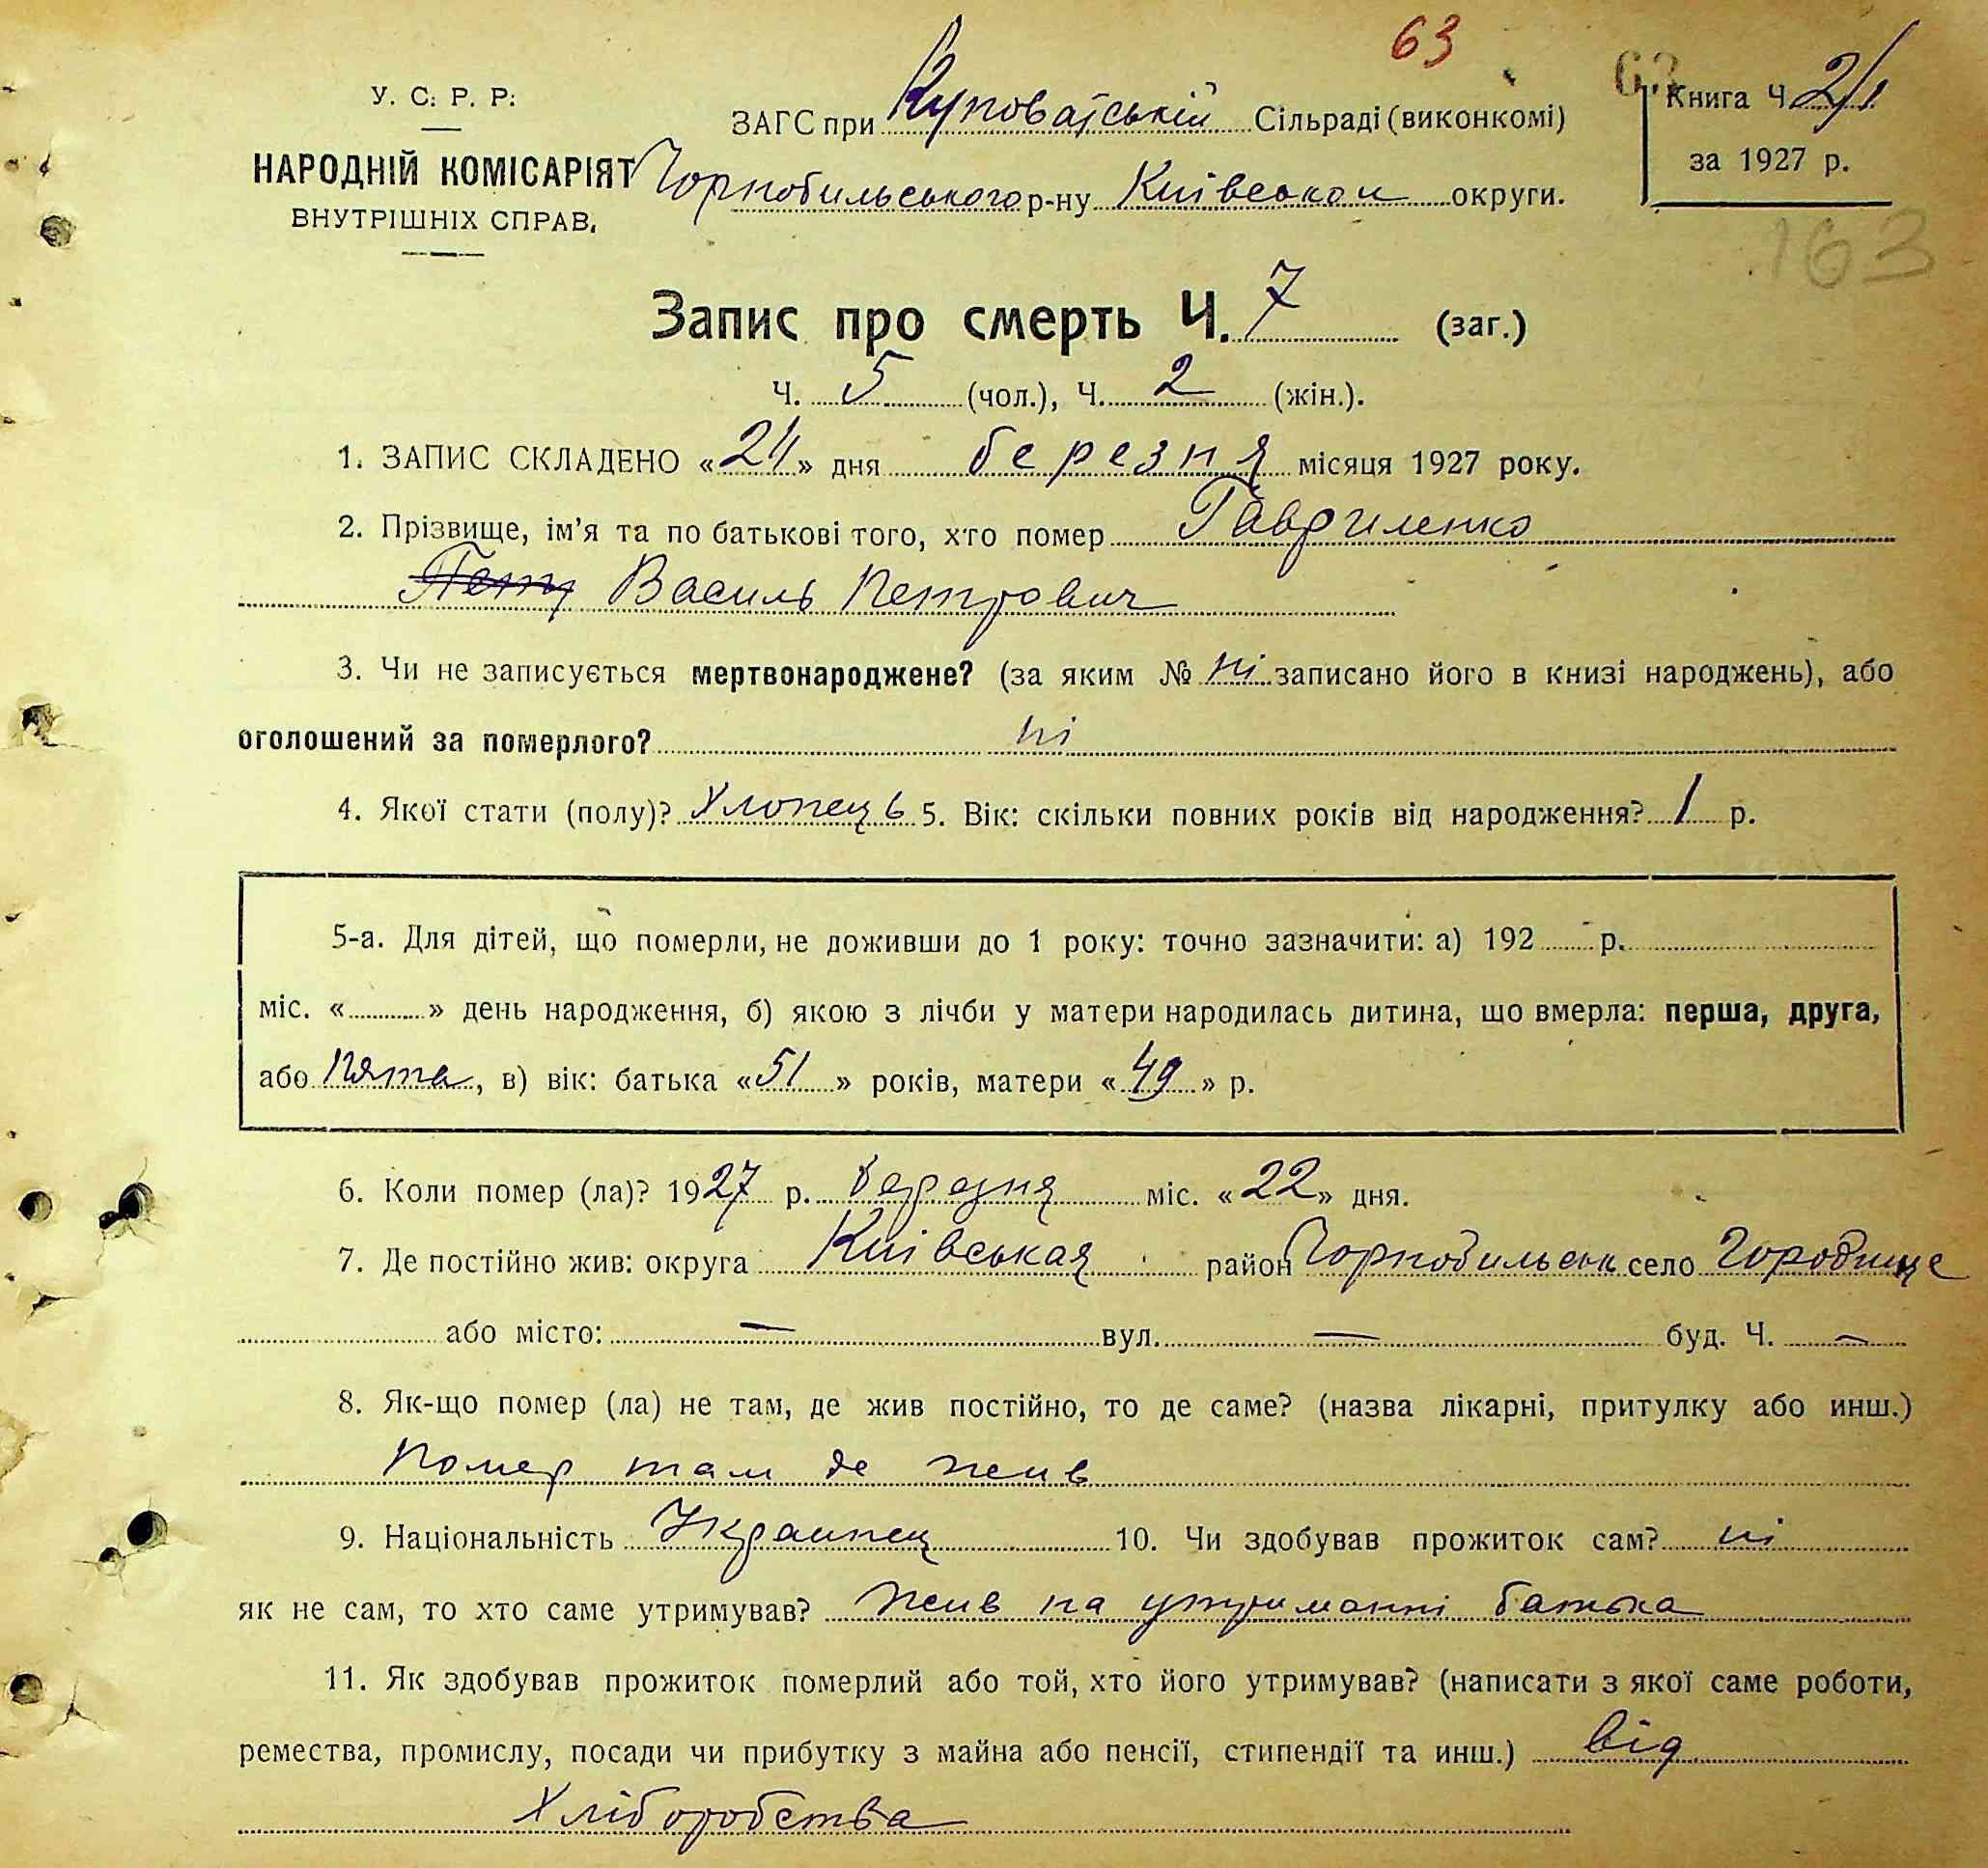 63
У. С. Р. Р.
НАРОДНІЙ КОМІСАРІЯТ
ВНУТРІШНІХ СПРАВ.
ЗАГС при Куповатській Сільраді (виконкомі)
Чорнобильського р-ну Київськои округи.
63
Книга Ч 2/1
за 1927 р.
163
Запис про смерть Ч. 7 (заг.)
Ч. 5 (чол.), Ч. 2 (жін.).
1. ЗАПИС СКЛАДЕНО «24» дня березня місяця 1927 року.
2. Прізвище, ім'я та по батькові того, хто помер Гавриленко
Василь Петрович
3. Чи не записується мертвонароджене? (за яким № ні записано його в книзі народжень), або
оголошений за померлого? ні
4. Якої стати (полу)? Хлопець 5. Вік: скільки повних років від народження? 1 р.
5-а. Для дітей, що померли, не доживши до 1 року: точно зазначити: а) 192 р.
міс. « » день народження, б) якою з лічби у матери народилась дитина, що вмерла: перша, друга,
або Пята, в) вік: батька «51» років, матери «49» р.
6. Коли помер (ла)? 1927 р. Березня міс. «22» дня.
7. Де постійно жив: округа Київськая район Чорнобильськ село Городище
або місто: — вул. — буд. Ч. —
8. Як-що помер (ла) не там, де жив постійно, то де саме? (назва лікарні, притулку або инш.)
Помер там де жив
9. Національність Украинец 10. Чи здобував прожиток сам? ні
як не сам, то хто саме утримував? Жив на утриманні батька
11. Як здобував прожиток померлий або той, хто його утримував? (написати з якої саме роботи,
ремества, промислу, посади чи прибутку з майна або пенсії, стипендії та инш.) від
Хліборобства